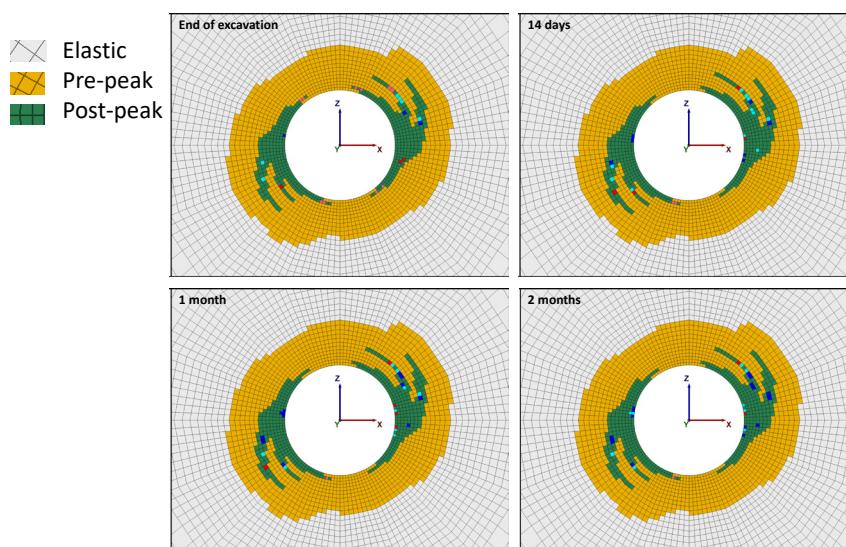 Elastic
Pre-peak
Post-peak
End of excavation
Z
Y
X
14 days
Z
Y
X
1 month
Z
Y
X
2 months
Z
Y
X